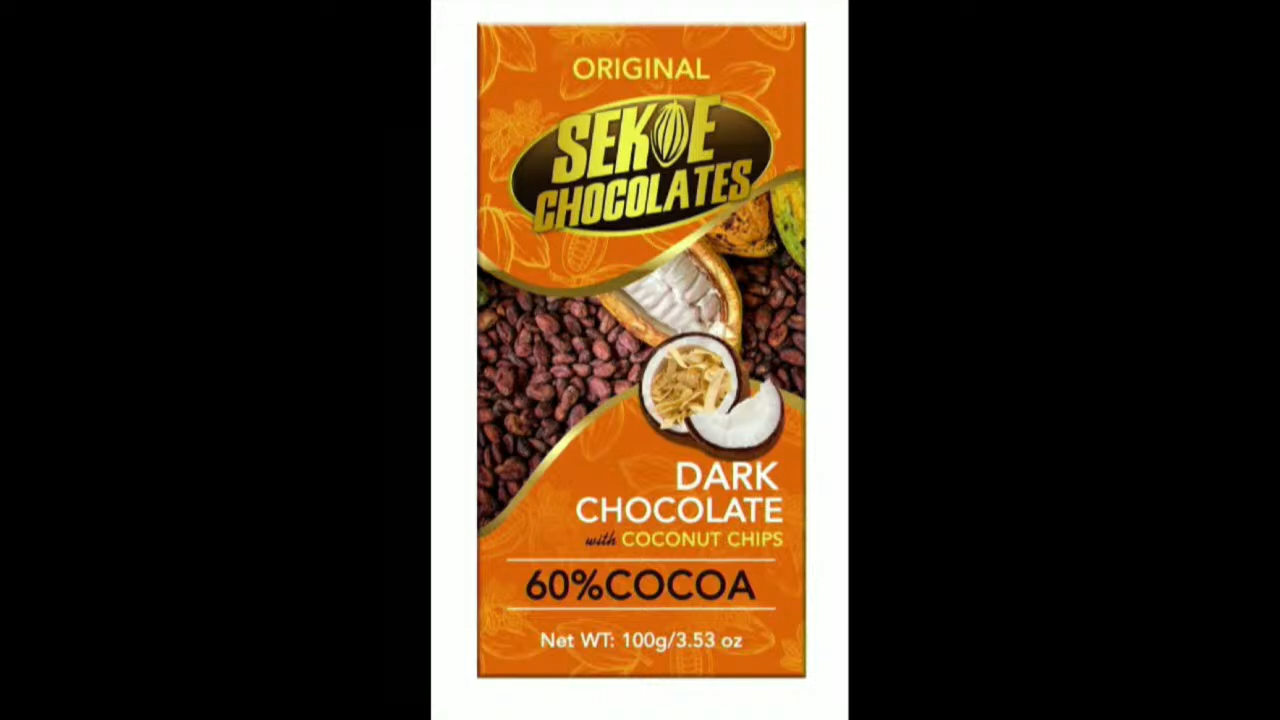 ORIGINAL
SEKOE
CHOCOLATES
DARK
CHOCOLATE
with COCONUT CHIPS
60%COCOA
Net WT: 100g/3.53 oz